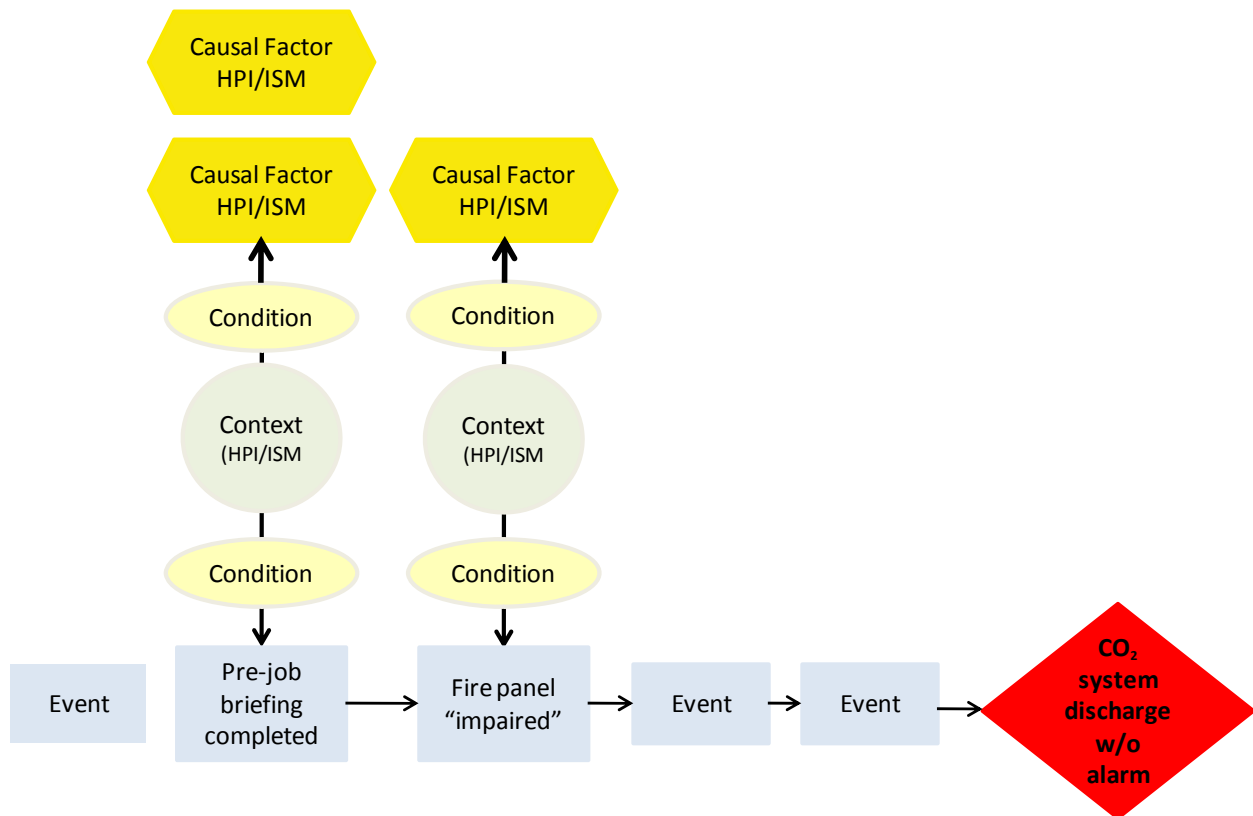 Causal Factor
HPI/ISM
Causal Factor
HPI/ISM
Causal Factor
HPI/ISM
Condition
Condition
Context
(HPI/ISM
Context
(HPI/ISM
Condition
Condition
Event
Pre-job
briefing
completed
Fire panel
“impaired”
Event
Event
CO₂
system
discharge
w/o
alarm